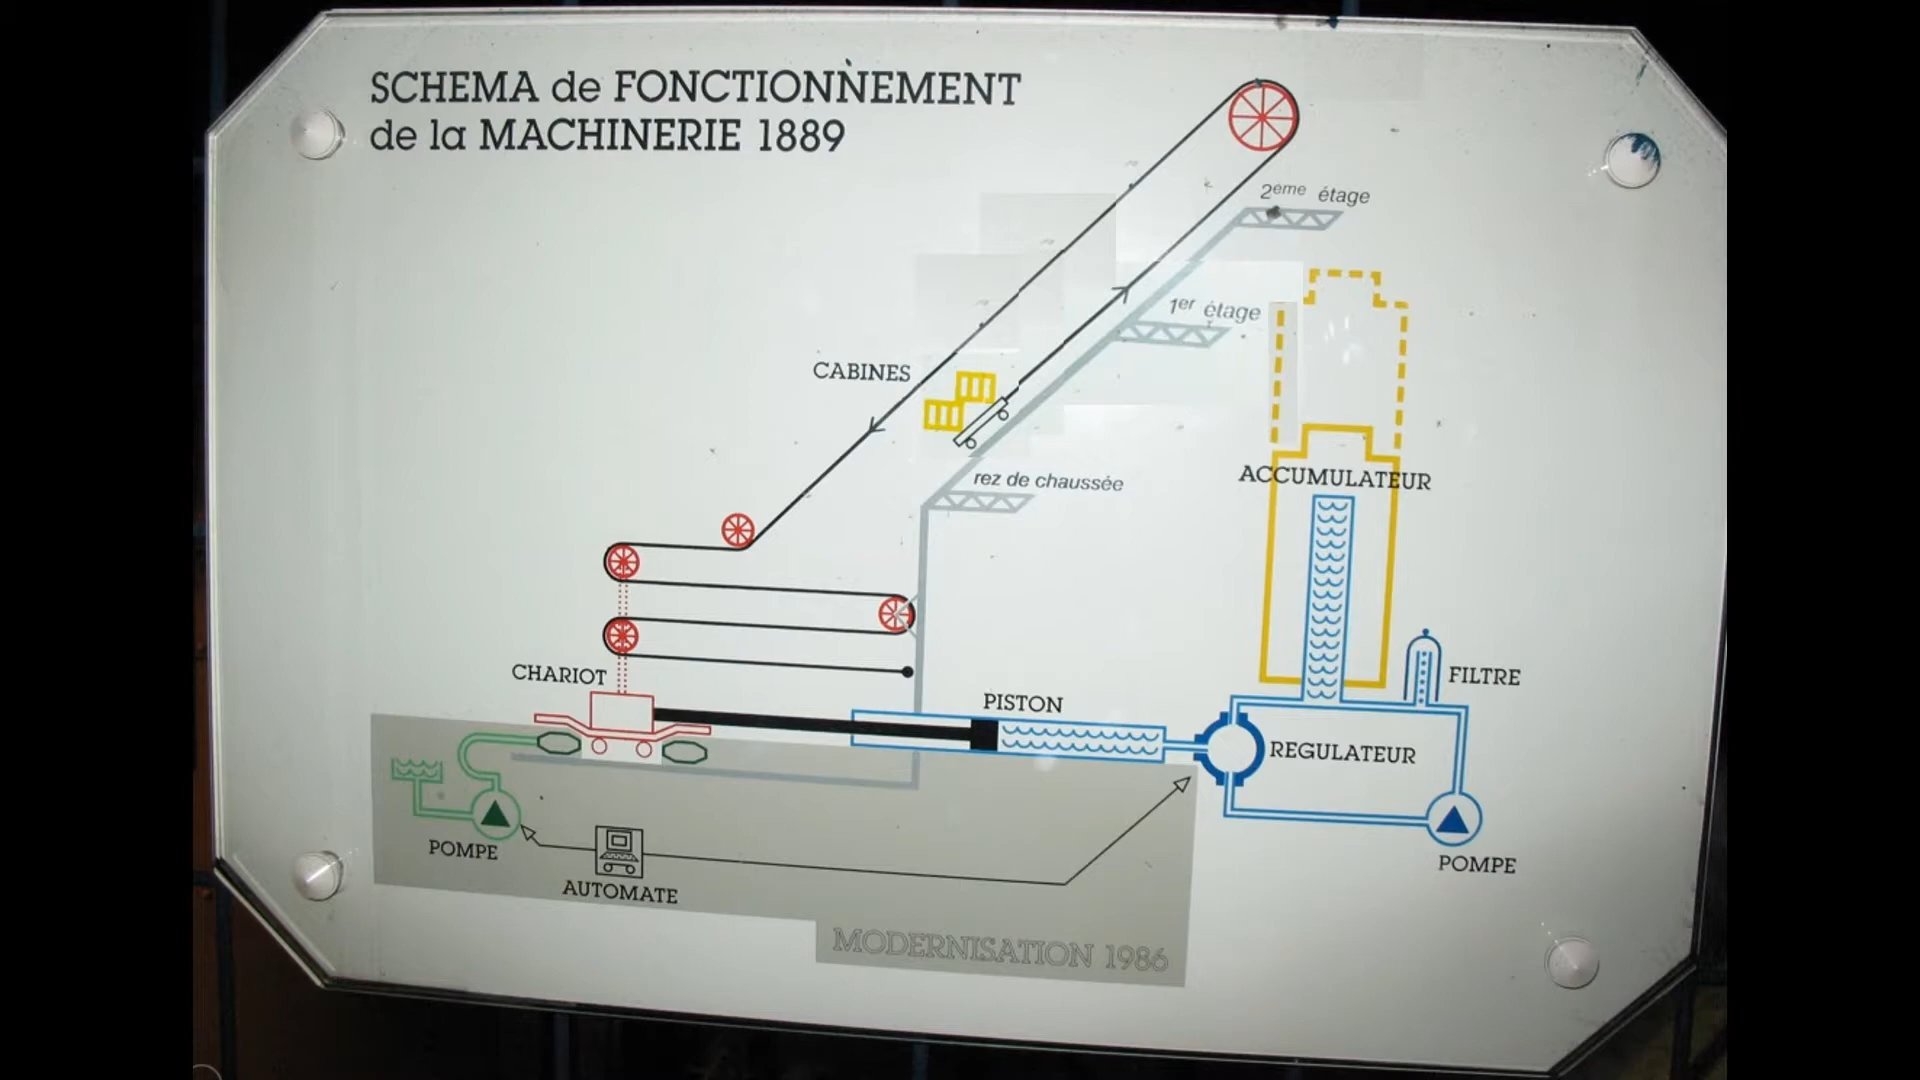 SCHEMA de FONCTIONNEMENT
de la MACHINERIE 1889
2eme étage
1er étage
CABINES
rez de chaussée
ACCUMULATEUR
CHARIOT
PISTON
FILTRE
REGULATEUR
POMPE
POMPE
AUTOMATE
MODERNISATION 1986